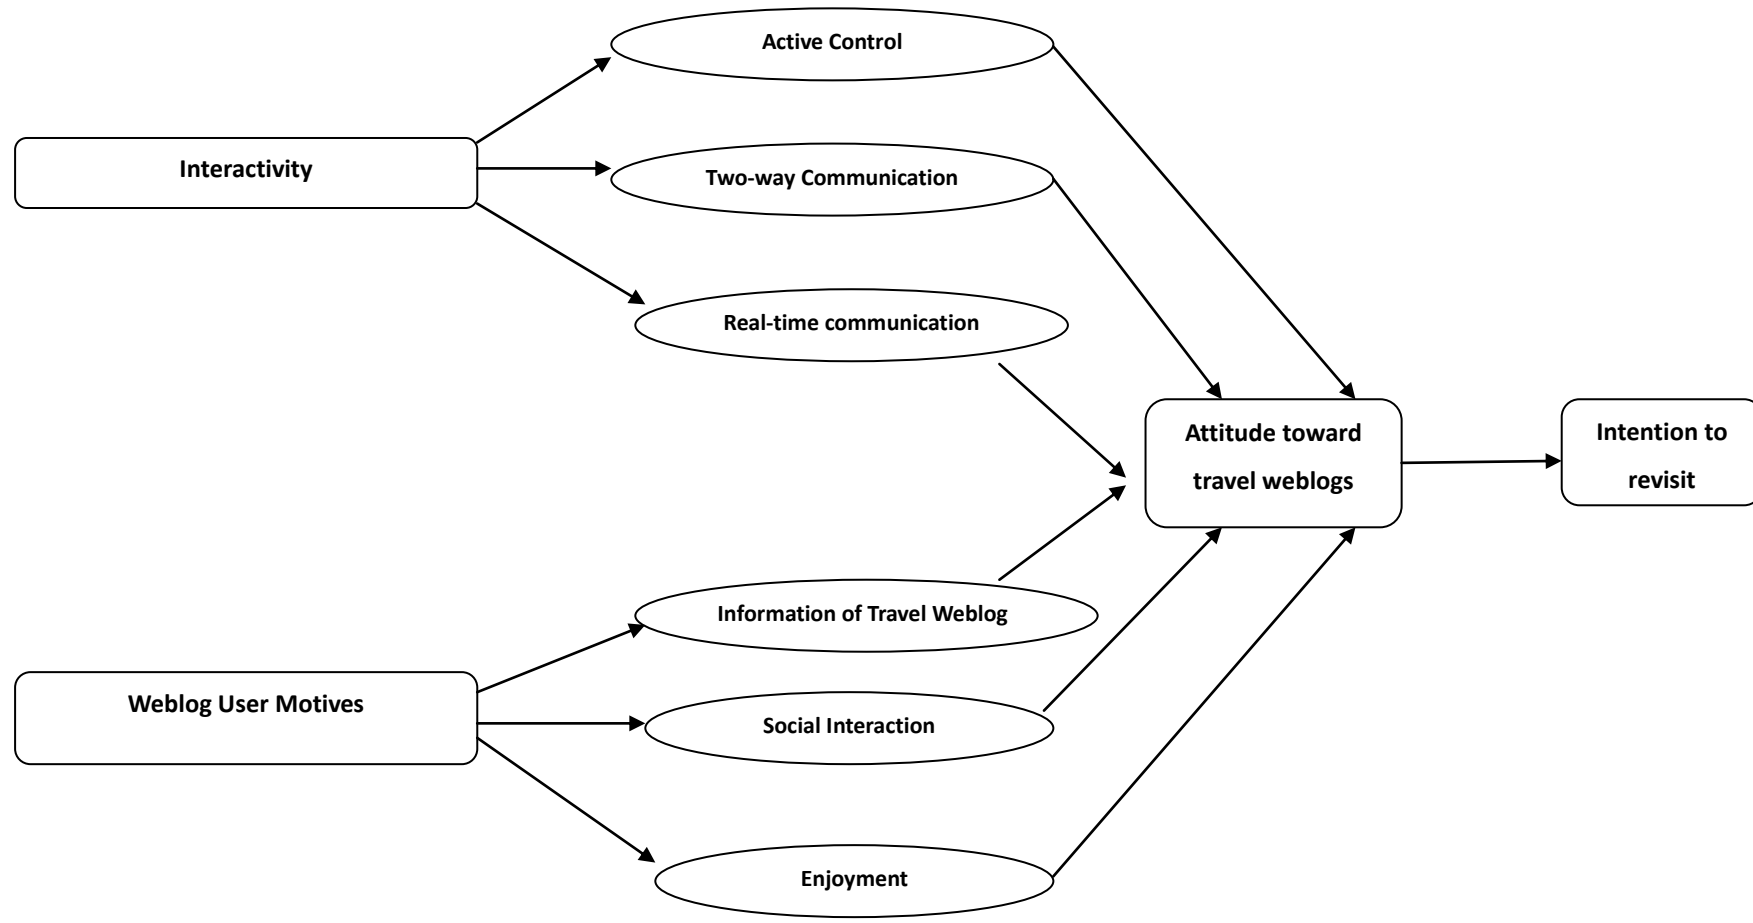 Active Control
Interactivity
Two-way Communication
Real-time communication
Attitude toward
travel weblogs
Intention to
revisit
Information of Travel Weblog
Weblog User Motives
Social Interaction
Enjoyment